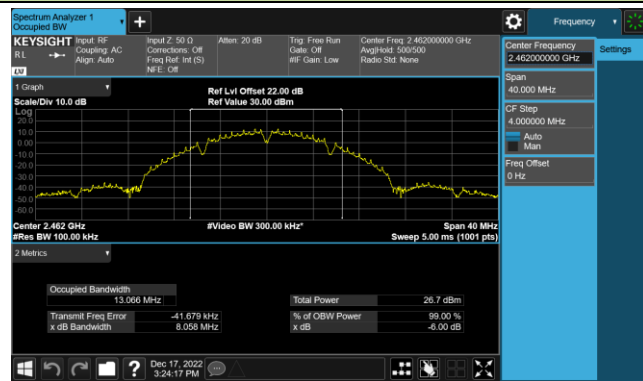 Spectrum Analyzer 1
Occupied BW
Frequency
KEYSIGHT
RL
Input: RF
Coupling: AC
Align: Auto
Input Z: 50 Ω
Corrections: Off
Freq Ref: Int (S)
NFE: Off
Atten: 20 dB
Trig: Free Run
Gate: Off
#IF Gain: Low
Center Freq: 2.462000000 GHz
Avg|Hold: 500/500
Radio Std: None
Center Frequency
2.462000000 GHz
Settings
Span
40.000 MHz
CF Step
4.000000 MHz
Auto
Man
Freq Offset
0 Hz
1 Graph
Scale/Div 10.0 dB
Ref Lvl Offset 22.00 dB
Ref Value 30.00 dBm
Log
20.0
10.0
0.00
-10.0
-20.0
-30.0
-40.0
-50.0
-60.0
Center 2.462 GHz
#Res BW 100.00 kHz
#Video BW 300.00 kHz*
Span 40 MHz
Sweep 5.00 ms (1001 pts)
2 Metrics
Occupied Bandwidth
13.066 MHz
Total Power 26.7 dBm
Transmit Freq Error -41.679 kHz
% of OBW Power 99.00 %
x dB Bandwidth 8.058 MHz
x dB -6.00 dB
Dec 17, 2022
3:24:17 PM